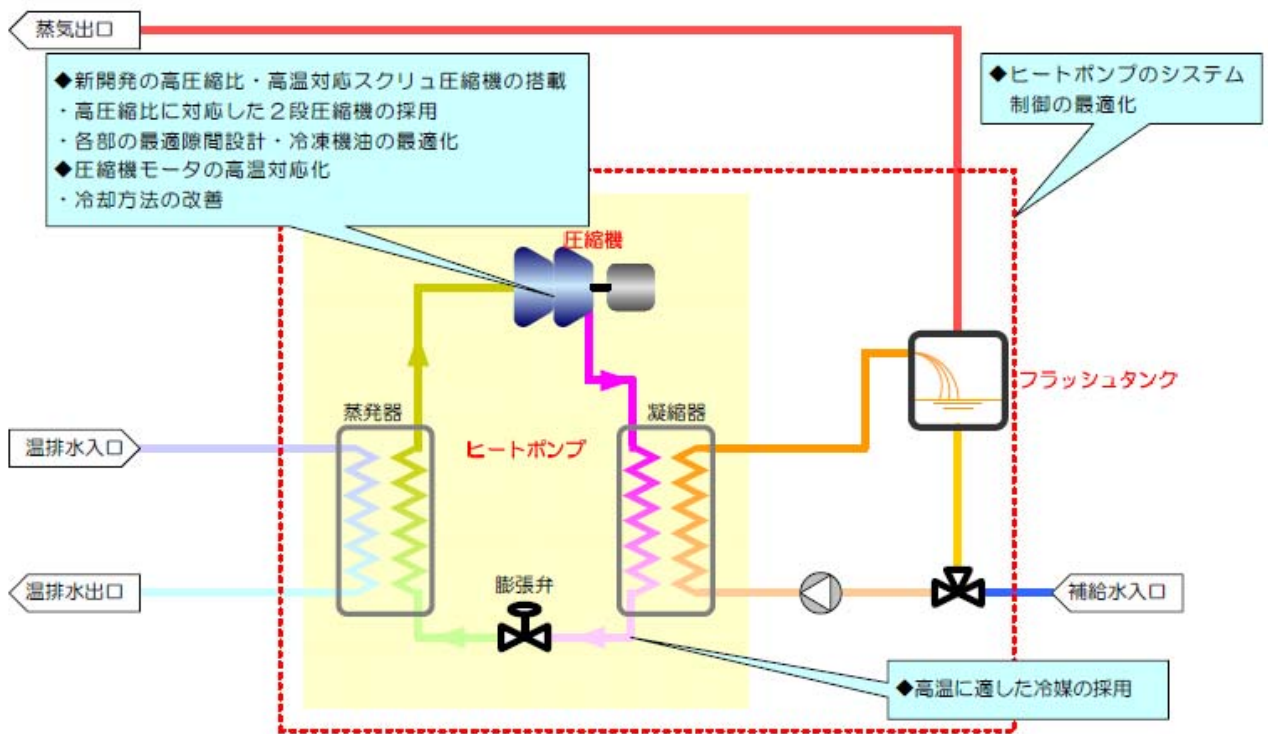 蒸気出口
◆新開発の高圧縮比・高温対応スクリュ圧縮機の搭載
・高圧縮比に対応した2段圧縮機の採用
・各部の最適隙間設計・冷凍機油の最適化
◆圧縮機モータの高温対応化
・冷却方法の改善
◆ヒートポンプのシステム
制御の最適化
圧縮機
フラッシュタング
蒸発器
凝縮器
ヒートポンプ
温排水入口
温排水出口
膨張弁
補給水入口
◆高温に適した冷媒の採用